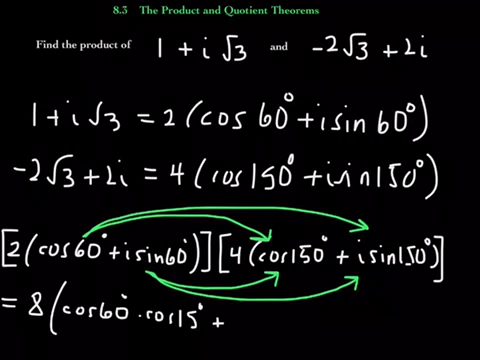 8.3 The Product and Quotient Theorems
Find the product of 1 + i √3 and -2√3 + 2i
1 + i √3 = 2 (cos 60° + i sin 60°)
-2√3 + 2i = 4 (cos 150° + i sin 150°)
[2 (cos 60° + i sin 60°)] [4 (cos 150° + i sin 150°)]
= 8 (cos 60° · cos 15° +